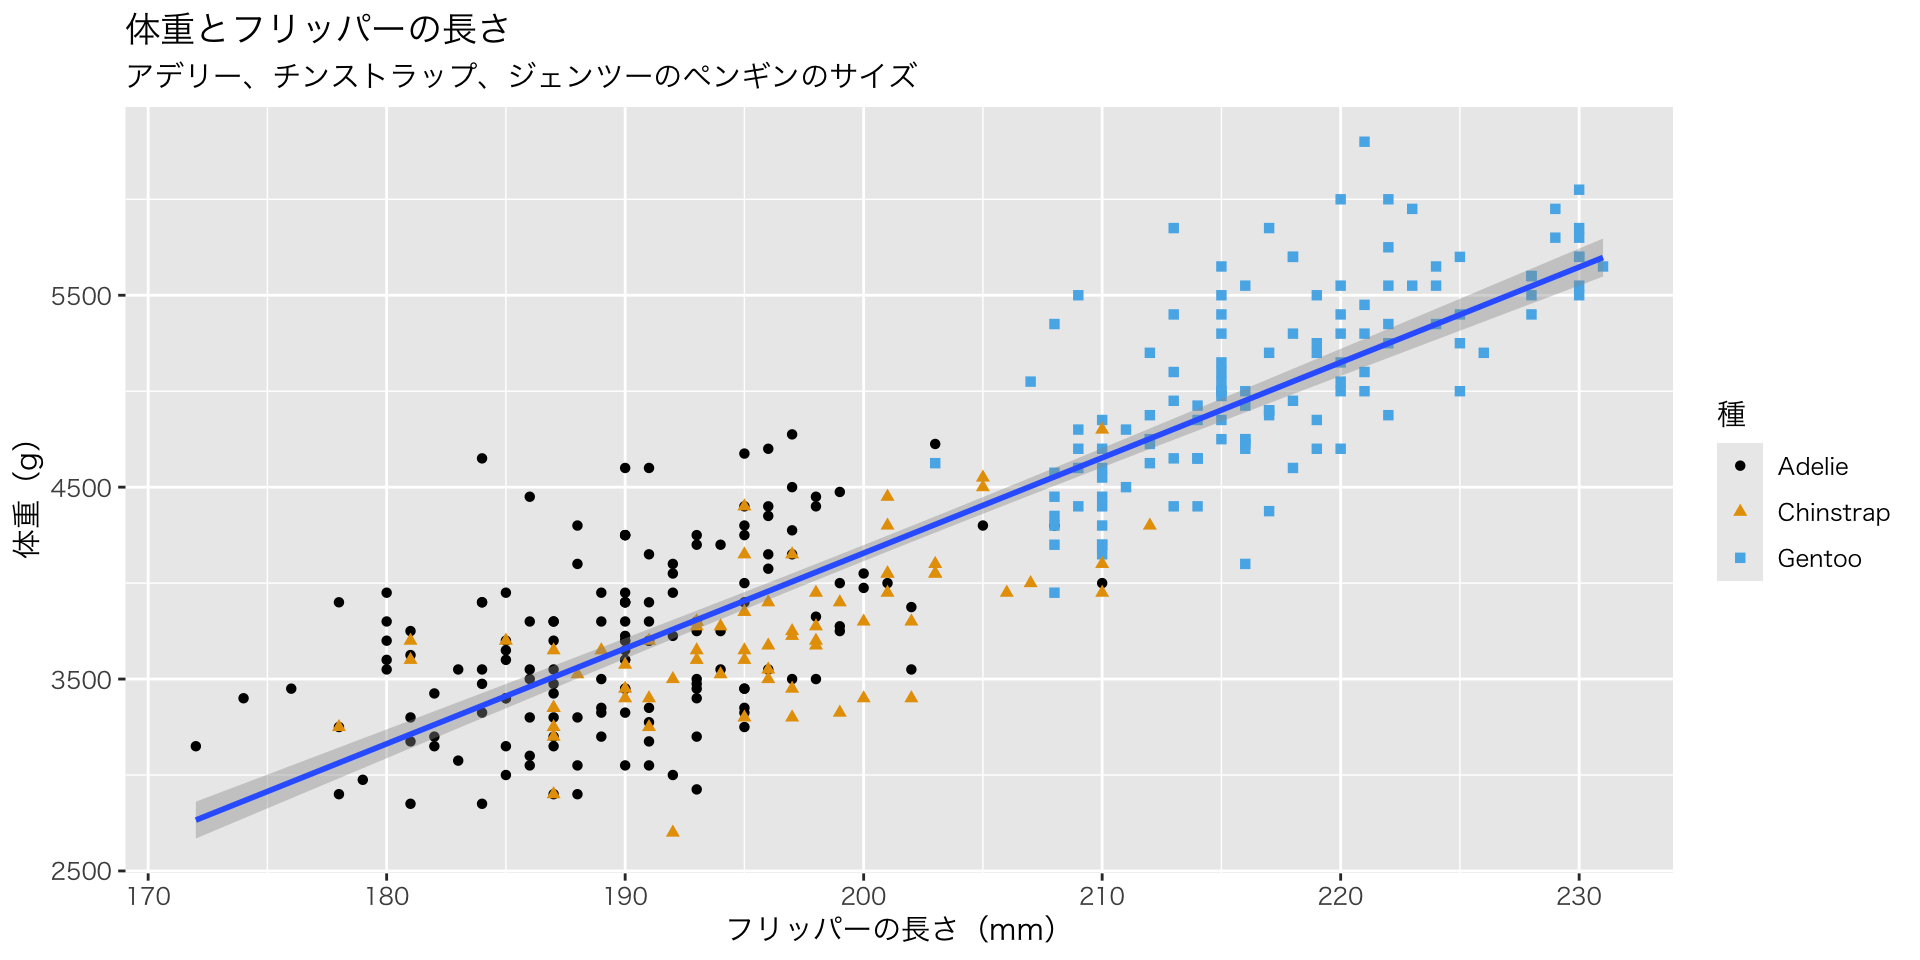 体重とフリッパーの長さ
アデリー、チンストラップ、ジェンツーのペンギンのサイズ
体重（g）
5500
4500
3500
2500
170 180 190 200 210 220 230
フリッパーの長さ（mm）
種
Adelie
Chinstrap
Gentoo